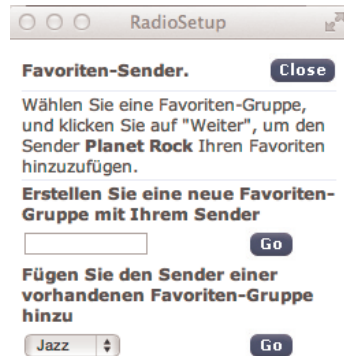 RadioSetup
Favoriten-Sender. Close
Wählen Sie eine Favoriten-Gruppe,
und klicken Sie auf "Weiter", um den
Sender Planet Rock Ihren Favoriten
hinzuzufügen.
Erstellen Sie eine neue Favoriten-
Gruppe mit Ihrem Sender
Go
Fügen Sie den Sender einer
vorhandenen Favoriten-Gruppe
hinzu
Jazz Go